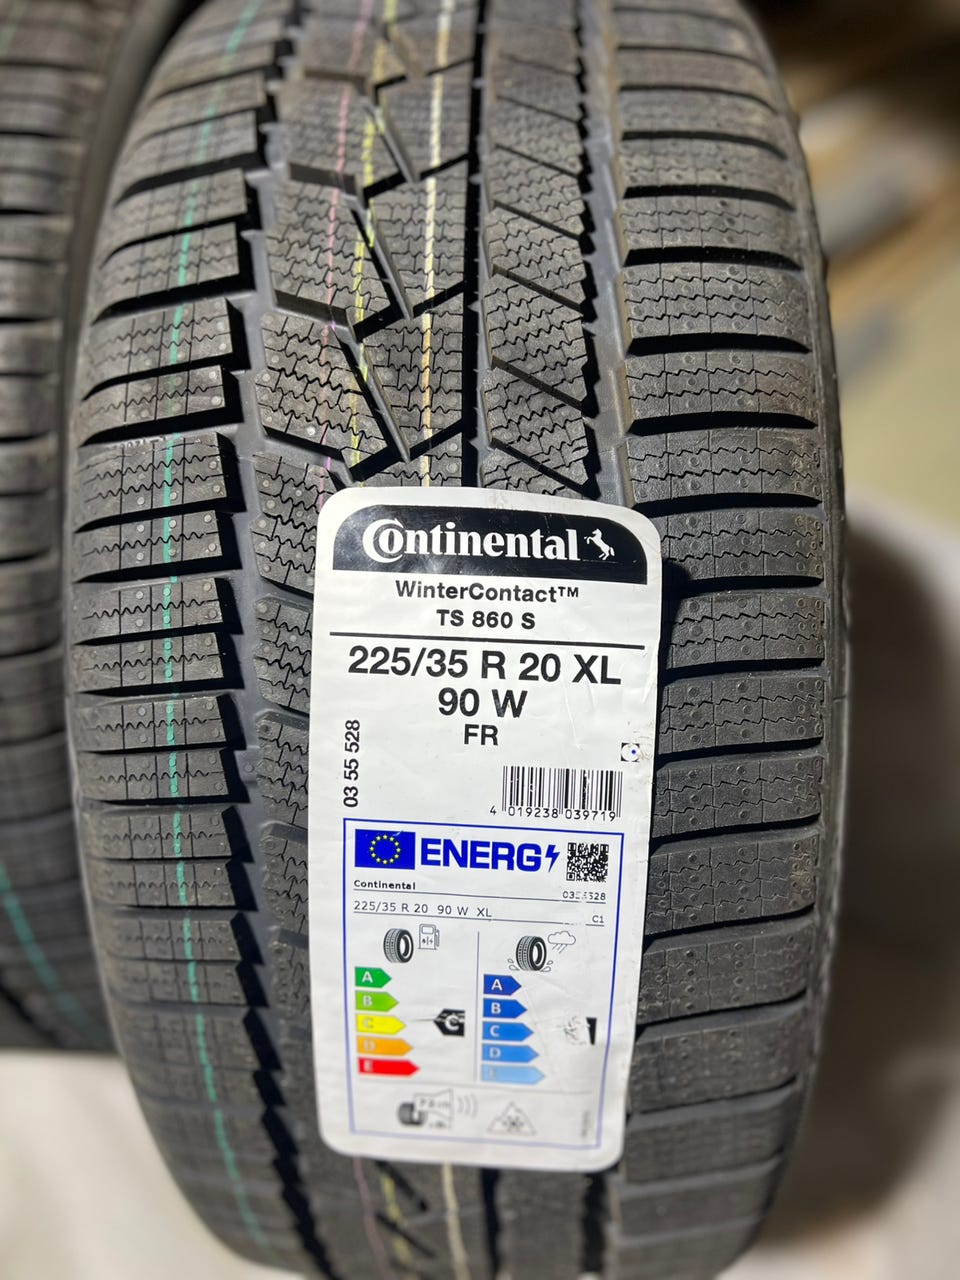 Continental
WinterContact™
TS 860 S
225/35 R 20 XL
90 W
FR
03 55 528
4 019238 039719
ENERG
Continental
225/35 R 20 90 W XL
C1
A
B
C
D
E
C
A
B
C
D
E